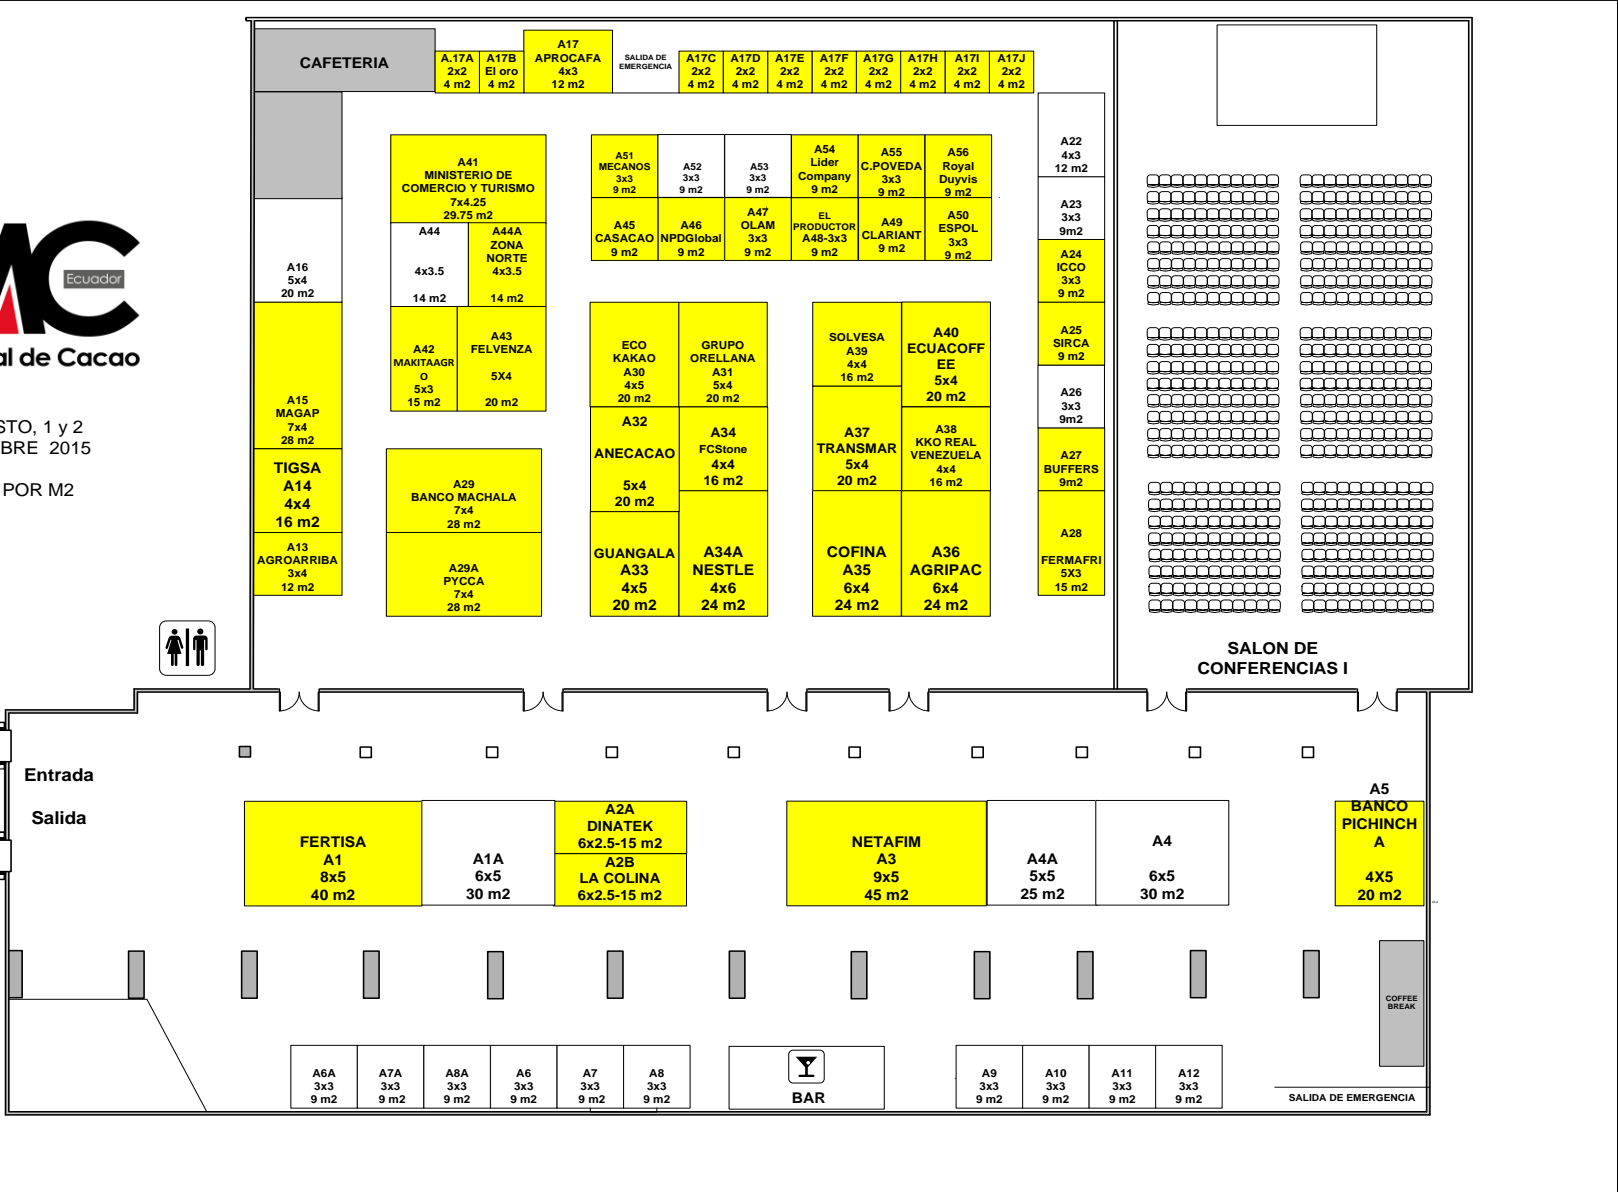 CAFETERIA
A.17A
2x2
4 m2
A17B
El oro
4 m2
A17
APROCAFA
4x3
12 m2
SALIDA DE
EMERGENCIA
A17C
2x2
4 m2
A17D
2x2
4 m2
A17E
2x2
4 m2
A17F
2x2
4 m2
A17G
2x2
4 m2
A17H
2x2
4 m2
A17I
2x2
4 m2
A17J
2x2
4 m2
A41
MINISTERIO DE
COMERCIO Y TURISMO
7x4.25
29.75 m2
A51
MECANOS
3x3
9 m2
A52
3x3
9 m2
A53
3x3
9 m2
A54
Lider
Company
9 m2
A55
C.POVEDA
3x3
9 m2
A56
Royal
Duyvis
9 m2
A22
4x3
12 m2
A45
CASACAO
9 m2
A46
NPDGlobal
9 m2
A47
OLAM
3x3
9 m2
EL
PRODUCTOR
A48-3x3
9 m2
A49
CLARIANT
9 m2
A50
ESPOL
3x3
9 m2
A23
3x3
9m2
A44
4x3.5
14 m2
A44A
ZONA
NORTE
4x3.5
14 m2
A16
5x4
20 m2
A24
ICCO
3x3
9 m2
MC
Ecuador
al de Cacao
STO, 1 y 2
BRE 2015
POR M2
A42
MAKITAAGR
O
5x3
15 m2
A43
FELVENZA
5X4
20 m2
ECO
KAKAO
A30
4x5
20 m2
GRUPO
ORELLANA
A31
5x4
20 m2
SOLVESA
A39
4x4
16 m2
A40
ECUACOFF
EE
5x4
20 m2
A25
SIRCA
9 m2
A15
MAGAP
7x4
28 m2
A26
3x3
9m2
A32
ANECACAO
5x4
20 m2
A34
FCStone
4x4
16 m2
A37
TRANSMAR
5x4
20 m2
A38
KKO REAL
VENEZUELA
4x4
16 m2
A27
BUFFERS
9m2
TIGSA
A14
4x4
16 m2
A29
BANCO MACHALA
7x4
28 m2
A13
AGROARRIBA
3x4
12 m2
A29A
PYCCA
7x4
28 m2
GUANGALA
A33
4x5
20 m2
A34A
NESTLE
4x6
24 m2
COFINA
A35
6x4
24 m2
A36
AGRIPAC
6x4
24 m2
A28
FERMAFRI
5X3
15 m2
SALON DE
CONFERENCIAS I
Entrada
Salida
FERTISA
A1
8x5
40 m2
A1A
6x5
30 m2
A2A
DINATEK
6x2.5-15 m2
A2B
LA COLINA
6x2.5-15 m2
NETAFIM
A3
9x5
45 m2
A4A
5x5
25 m2
A4
6x5
30 m2
A5
BANCO
PICHINCH
A
4X5
20 m2
COFFEE
BREAK
A6A
3x3
9 m2
A7A
3x3
9 m2
A8A
3x3
9 m2
A6
3x3
9 m2
A7
3x3
9 m2
A8
3x3
9 m2
BAR
A9
3x3
9 m2
A10
3x3
9 m2
A11
3x3
9 m2
A12
3x3
9 m2
SALIDA DE EMERGENCIA